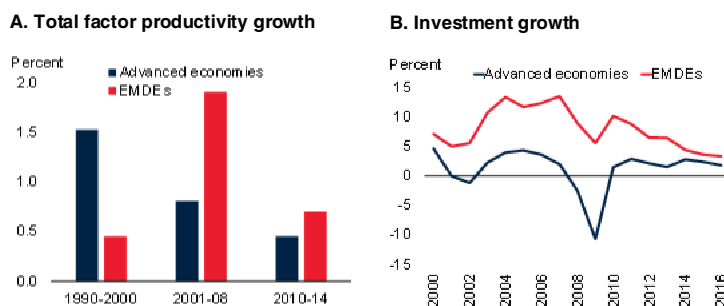 A. Total factor productivity growth
Percent
Advanced economies
EMDEs
2.0
1.5
1.0
0.5
0.0
1990-2000 2001-08 2010-14
B. Investment growth
Percent
Advanced economies EMDEs
15
10
5
0
-5
-10
-15
2000 2002 2004 2006 2008 2010 2012 2014 2016